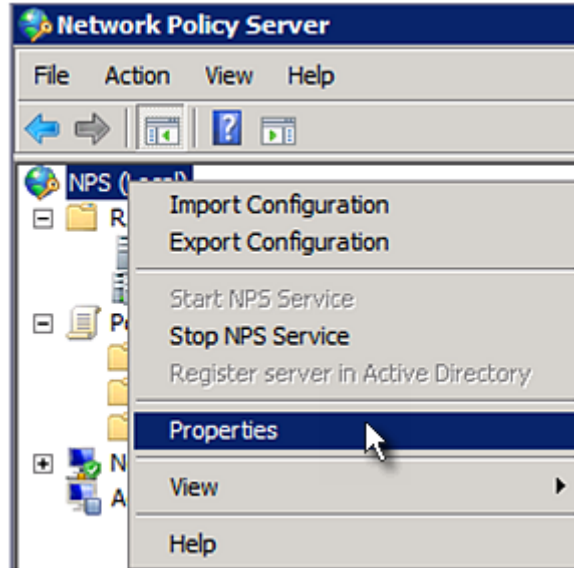 Network Policy Server
File Action View Help
NPS (Local)
Import Configuration
Export Configuration
Start NPS Service
Stop NPS Service
Register server in Active Directory
Properties
View
Help